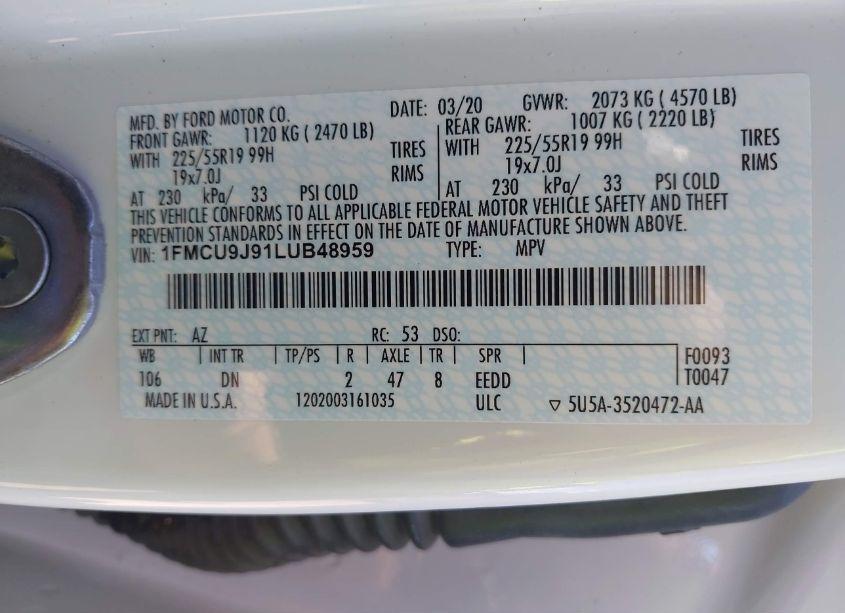 MFD. BY FORD MOTOR CO. DATE: 03/20 GVWR: 2073 KG ( 4570 LB)
FRONT GAWR: 1120 KG ( 2470 LB) REAR GAWR: 1007 KG ( 2220 LB)
WITH 225/55R19 99H TIRES WITH 225/55R19 99H TIRES
19x7.0J RIMS 19x7.0J RIMS
AT 230 kPa/ 33 PSI COLD AT 230 kPa/ 33 PSI COLD
THIS VEHICLE CONFORMS TO ALL APPLICABLE FEDERAL MOTOR VEHICLE SAFETY AND THEFT
PREVENTION STANDARDS IN EFFECT ON THE DATE OF MANUFACTURE SHOWN ABOVE.
VIN: 1FMCU9J91LUB48959 TYPE: MPV
EXT PNT: AZ RC: 53 DSO:
WB INT TR TP/PS R AXLE TR SPR F0093
106 DN 2 47 8 EEDD T0047
MADE IN U.S.A. 1202003161035 ULC ▽ 5U5A-3520472-AA